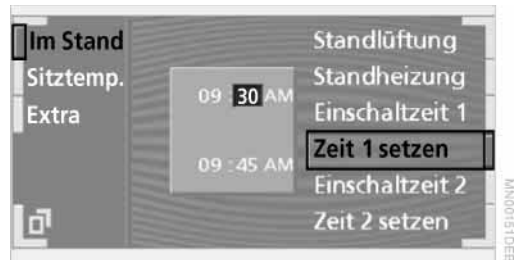 Im Stand
Sitztemp.
Extra
09 : 30 AM
09 : 45 AM
Standlüftung
Standheizung
Einschaltzeit 1
Zeit 1 setzen
Einschaltzeit 2
Zeit 2 setzen
MN00151DEB